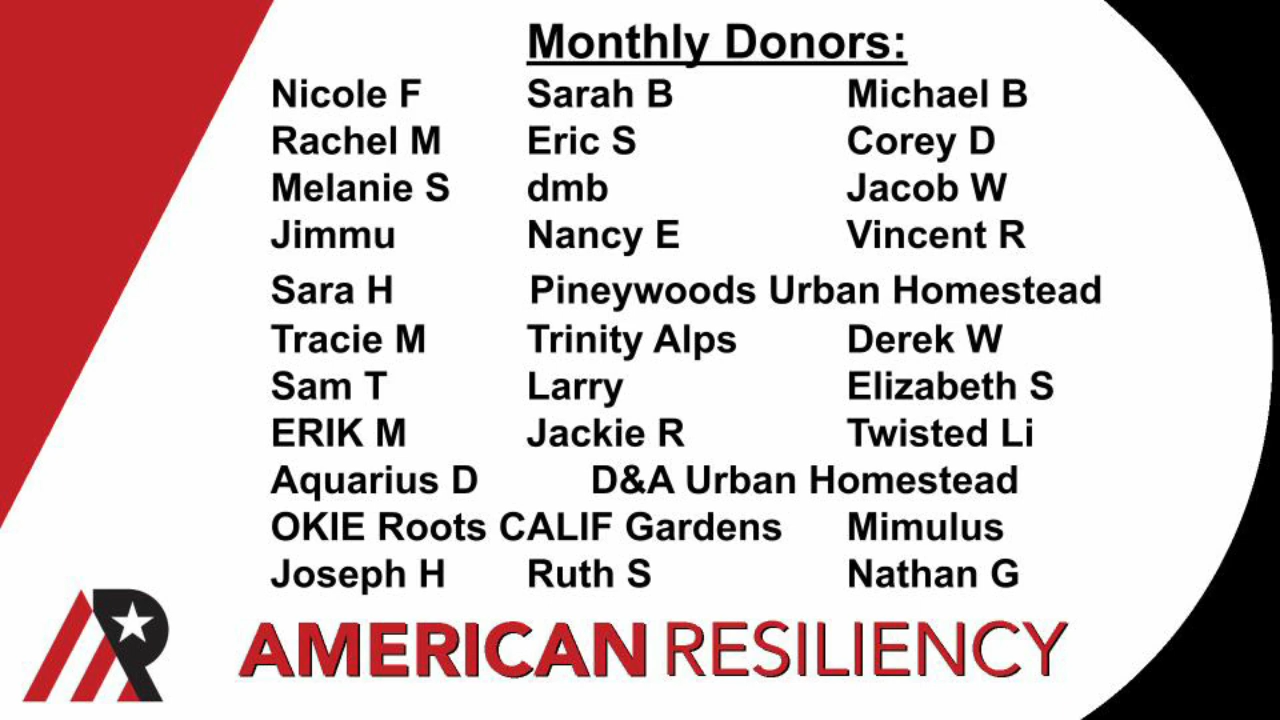 Monthly Donors:
Nicole F Sarah B Michael B
Rachel M Eric S Corey D
Melanie S dmb Jacob W
Jimmu Nancy E Vincent R
Sara H Pineywoods Urban Homestead
Tracie M Trinity Alps Derek W
Sam T Larry Elizabeth S
ERIK M Jackie R Twisted Li
Aquarius D D&A Urban Homestead
OKIE Roots CALIF Gardens Mimulus
Joseph H Ruth S Nathan G
AR AMERICAN RESILIENCY